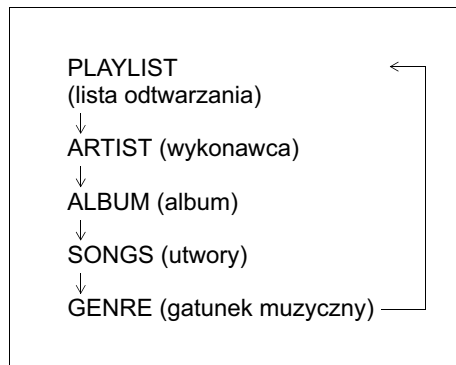 PLAYLIST
(lista odtwarzania)
ARTIST (wykonawca)
ALBUM (album)
SONGS (utwory)
GENRE (gatunek muzyczny)